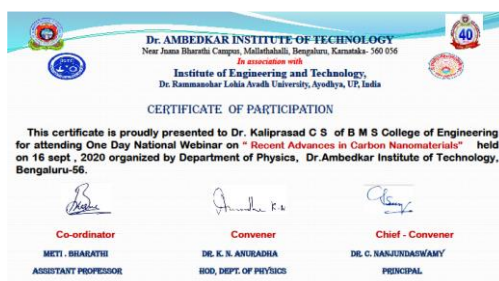 Dr. AMBEDKAR INSTITUTE OF TECHNOLOGY
Near Jnana Bharathi Campus, Mallathahalli, Bengaluru, Karnataka- 560 056
In association with
Institute of Engineering and Technology,
Dr. Rammanohar Lohia Avadh University, Ayodhya, UP, India
40
CERTIFICATE OF PARTICIPATION
This certificate is proudly presented to Dr. Kaliprasad C S of B M S College of Engineering
for attending One Day National Webinar on " Recent Advances in Carbon Nanomaterials" held
on 16 sept , 2020 organized by Department of Physics, Dr.Ambedkar Institute of Technology,
Bengaluru-56.
Co-ordinator Convener Chief - Convener
METI . BHARATHI DR. K. N. ANURADHA DR. C. NANJUNDASWAMY
ASSISTANT PROFESSOR HOD, DEPT. OF PHYSICS PRINCIPAL